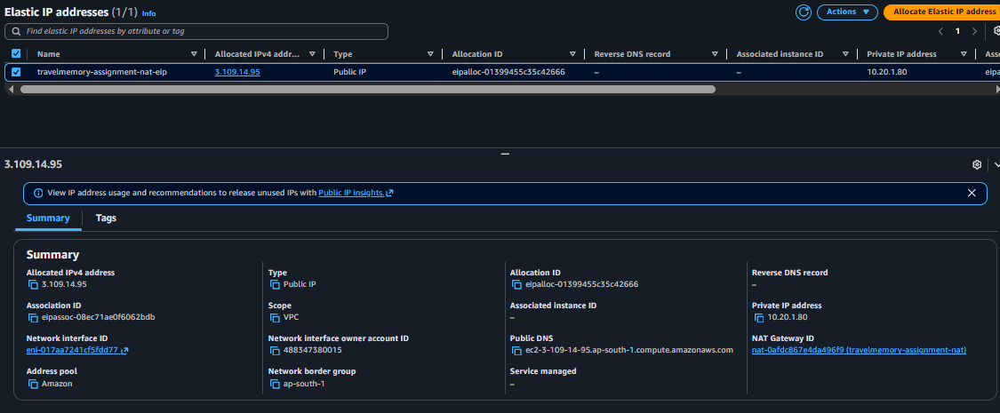 Elastic IP addresses (1/1) Info
Actions
Allocate Elastic IP address
Find elastic IP addresses by attribute or tag
1
Name Allocated IPv4 addr... Type Allocation ID Reverse DNS record Associated instance ID Private IP address Asso
travelmemory-assignment-nat-eip 3.109.14.95 Public IP eipalloc-01399455c35c42666 – – 10.20.1.80 eipa
3.109.14.95
View IP address usage and recommendations to release unused IPs with Public IP insights.
Summary Tags
Summary
Allocated IPv4 address Type Allocation ID Reverse DNS record
3.109.14.95 Public IP eipalloc-01399455c35c42666 –
Association ID Scope Associated instance ID Private IP address
eipassoc-08ec71ae0f6062bdb VPC – 10.20.1.80
Network interface ID Network interface owner account ID Public DNS NAT Gateway ID
eni-017aa7241cf5fdd77 488347380015 ec2-3-109-14-95.ap-south-1.compute.amazonaws.com nat-0afdc867e4da496f9 (travelmemory-assignment-nat)
Address pool Network border group Service managed
Amazon ap-south-1 –